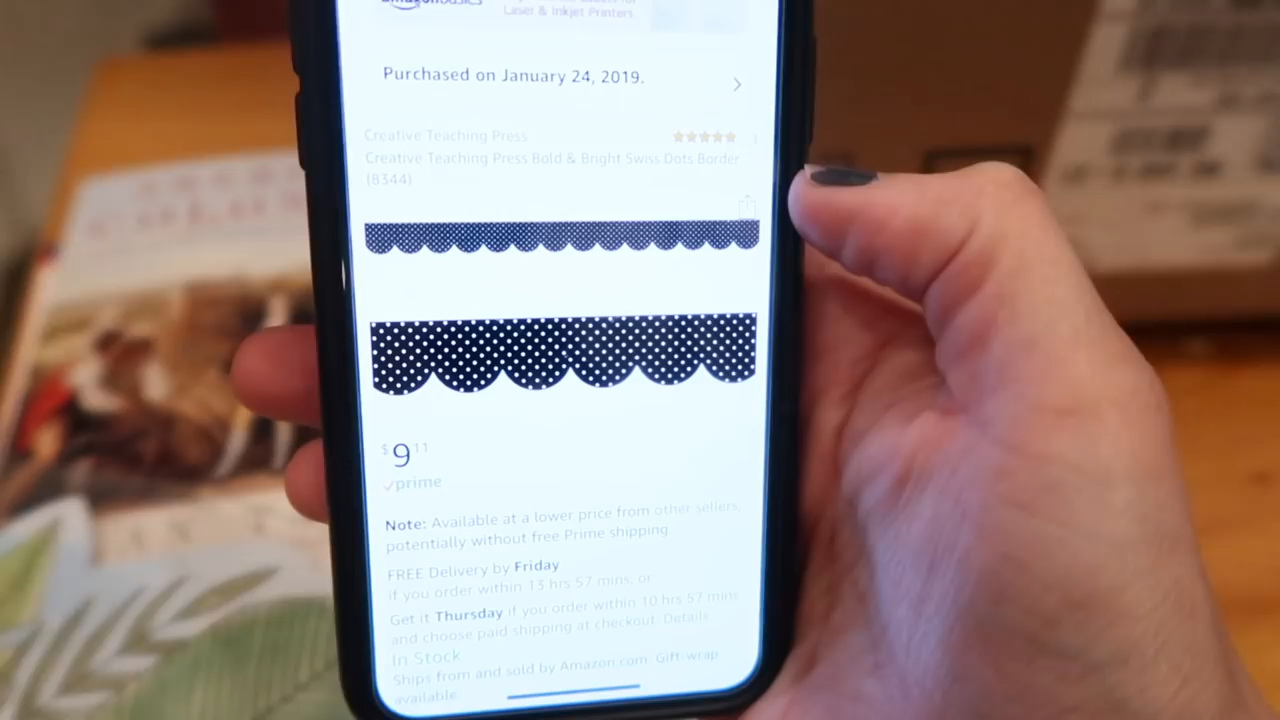 amazonbasics
Laser & Inkjet Printers
Purchased on January 24, 2019.
Creative Teaching Press
Creative Teaching Press Bold & Bright Swiss Dots Border
(8344)
$9 11
prime
Note: Available at a lower price from other sellers,
potentially without free Prime shipping.
FREE Delivery by Friday
if you order within 13 hrs 57 mins, or
Get it Thursday if you order within 10 hrs 57 mins
and choose paid shipping at checkout. Details
In Stock
Ships from and sold by Amazon.com. Gift-wrap
available.